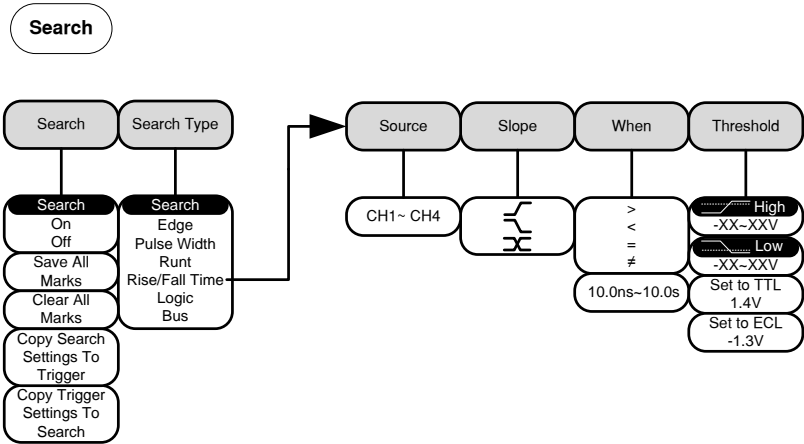 Search
Search
Search Type
Source
Slope
When
Threshold
Search
On
Off
Save All
Marks
Clear All
Marks
Copy Search
Settings To
Trigger
Copy Trigger
Settings To
Search
Search
Edge
Pulse Width
Runt
Rise/Fall Time
Logic
Bus
CH1~ CH4
>
<
=
≠
10.0ns~10.0s
High
-XX~XXV
Low
-XX~XXV
Set to TTL
1.4V
Set to ECL
-1.3V